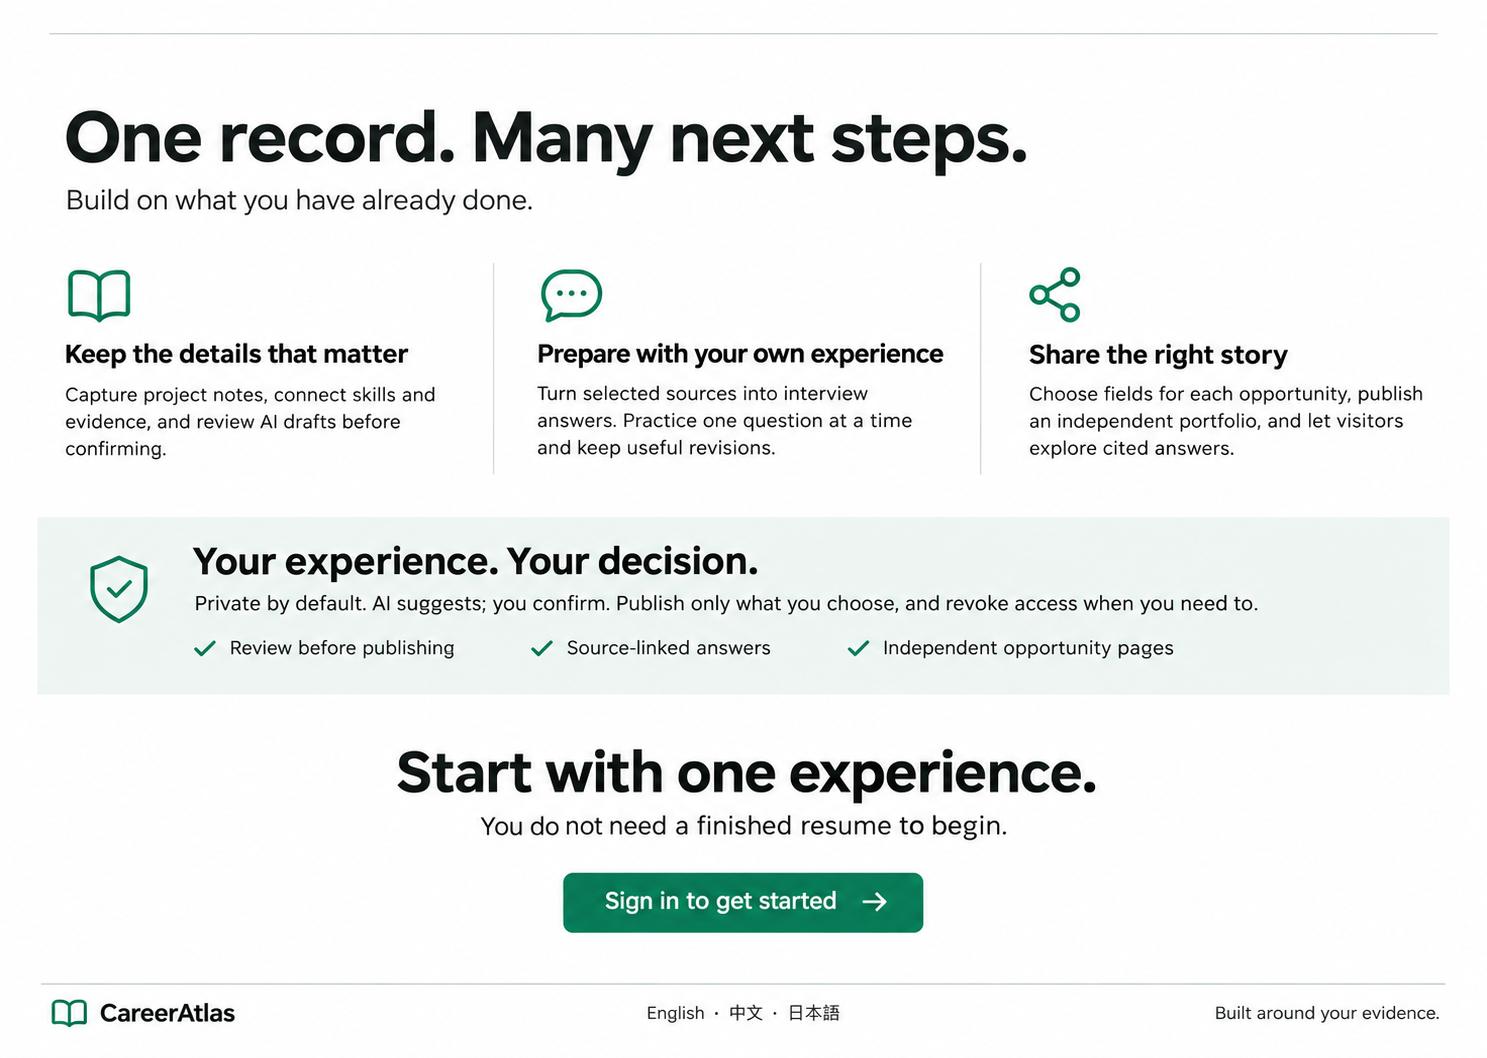 One record. Many next steps.
Build on what you have already done.
Keep the details that matter
Capture project notes, connect skills and
evidence, and review AI drafts before
confirming.
Prepare with your own experience
Turn selected sources into interview
answers. Practice one question at a time
and keep useful revisions.
Share the right story
Choose fields for each opportunity, publish
an independent portfolio, and let visitors
explore cited answers.
Your experience. Your decision.
Private by default. AI suggests; you confirm. Publish only what you choose, and revoke access when you need to.
Review before publishing
Source-linked answers
Independent opportunity pages
Start with one experience.
You do not need a finished resume to begin.
Sign in to get started →
CareerAtlas
English · 中文 · 日本語
Built around your evidence.